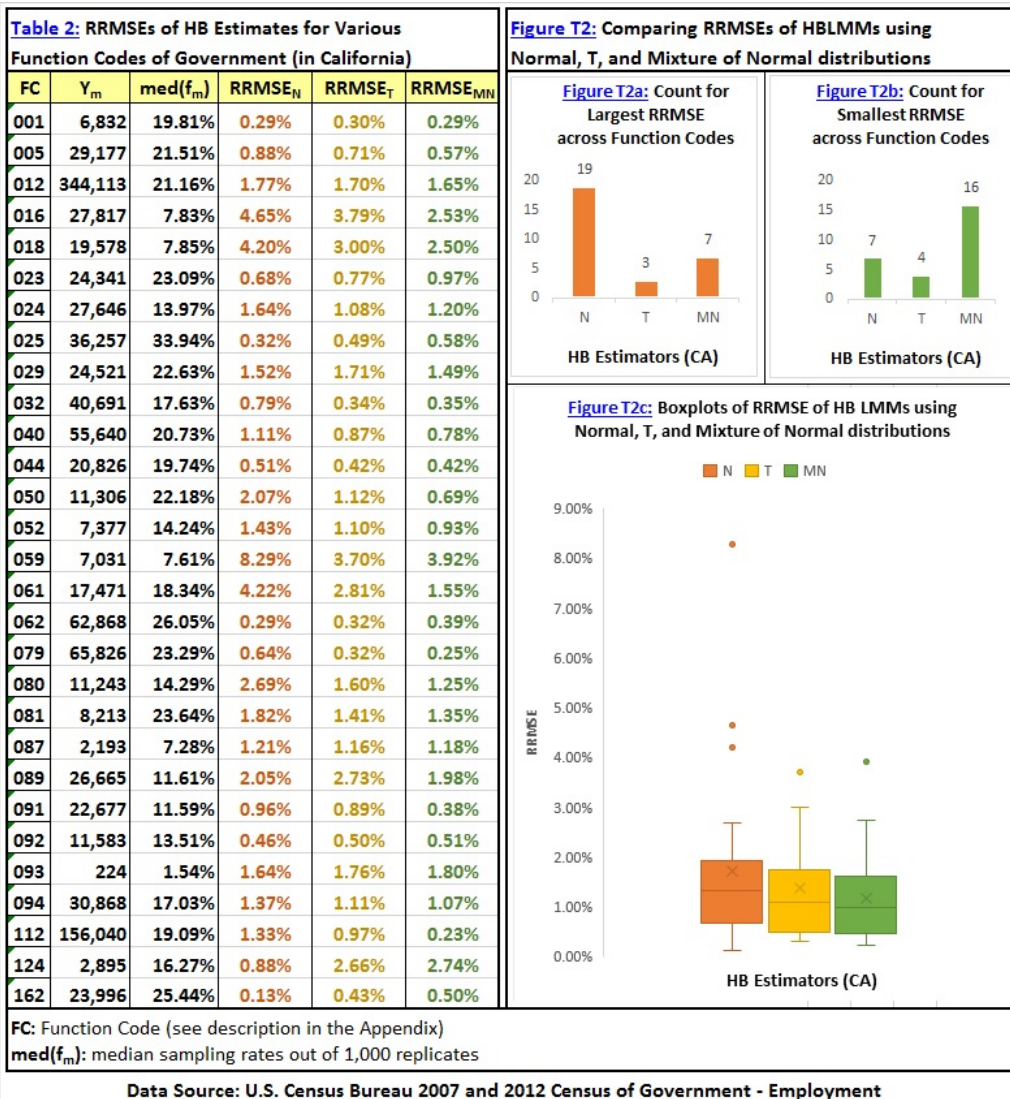 Table 2: RRMSEs of HB Estimates for Various
Function Codes of Government (in California)
FC Ym med(fm) RRMSEN RRMSET RRMSEMN
001 6,832 19.81% 0.29% 0.30% 0.29%
005 29,177 21.51% 0.88% 0.71% 0.57%
012 344,113 21.16% 1.77% 1.70% 1.65%
016 27,817 7.83% 4.65% 3.79% 2.53%
018 19,578 7.85% 4.20% 3.00% 2.50%
023 24,341 23.09% 0.68% 0.77% 0.97%
024 27,646 13.97% 1.64% 1.08% 1.20%
025 36,257 33.94% 0.32% 0.49% 0.58%
029 24,521 22.63% 1.52% 1.71% 1.49%
032 40,691 17.63% 0.79% 0.34% 0.35%
040 55,640 20.73% 1.11% 0.87% 0.78%
044 20,826 19.74% 0.51% 0.42% 0.42%
050 11,306 22.18% 2.07% 1.12% 0.69%
052 7,377 14.24% 1.43% 1.10% 0.93%
059 7,031 7.61% 8.29% 3.70% 3.92%
061 17,471 18.34% 4.22% 2.81% 1.55%
062 62,868 26.05% 0.29% 0.32% 0.39%
079 65,826 23.29% 0.64% 0.32% 0.25%
080 11,243 14.29% 2.69% 1.60% 1.25%
081 8,213 23.64% 1.82% 1.41% 1.35%
087 2,193 7.28% 1.21% 1.16% 1.18%
089 26,665 11.61% 2.05% 2.73% 1.98%
091 22,677 11.59% 0.96% 0.89% 0.38%
092 11,583 13.51% 0.46% 0.50% 0.51%
093 224 1.54% 1.64% 1.76% 1.80%
094 30,868 17.03% 1.37% 1.11% 1.07%
112 156,040 19.09% 1.33% 0.97% 0.23%
124 2,895 16.27% 0.88% 2.66% 2.74%
162 23,996 25.44% 0.13% 0.43% 0.50%
Figure T2: Comparing RRMSEs of HBLMMs using
Normal, T, and Mixture of Normal distributions
Figure T2a: Count for
Largest RRMSE
across Function Codes
20
15
10
5
0
19
3
7
N T MN
HB Estimators (CA)
Figure T2b: Count for
Smallest RRMSE
across Function Codes
20
15
10
5
0
7
4
16
N T MN
HB Estimators (CA)
Figure T2c: Boxplots of RRMSE of HB LMMs using
Normal, T, and Mixture of Normal distributions
N T MN
9.00%
8.00%
7.00%
6.00%
5.00%
4.00%
3.00%
2.00%
1.00%
0.00%
RRMSE
HB Estimators (CA)
FC: Function Code (see description in the Appendix)
med(fm): median sampling rates out of 1,000 replicates
Data Source: U.S. Census Bureau 2007 and 2012 Census of Government - Employment